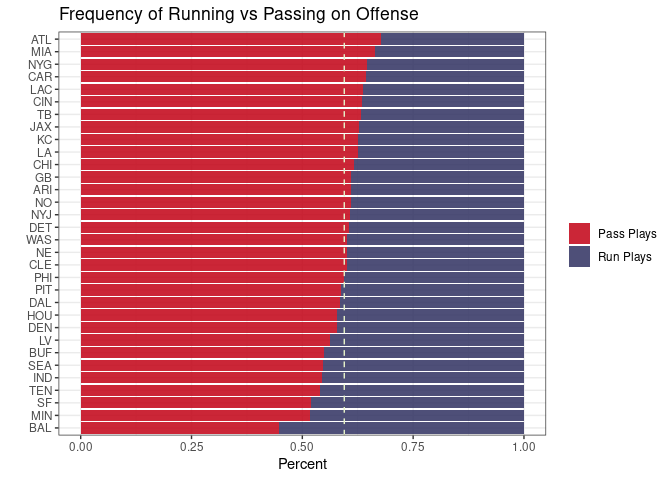 Frequency of Running vs Passing on Offense
ATL
MIA
NYG
CAR
LAC
CIN
TB
JAX
KC
LA
CHI
GB
ARI
NO
NYJ
DET
WAS
NE
CLE
PHI
PIT
DAL
HOU
DEN
LV
BUF
SEA
IND
TEN
SF
MIN
BAL
0.00 0.25 0.50 0.75 1.00
Percent
Pass Plays
Run Plays